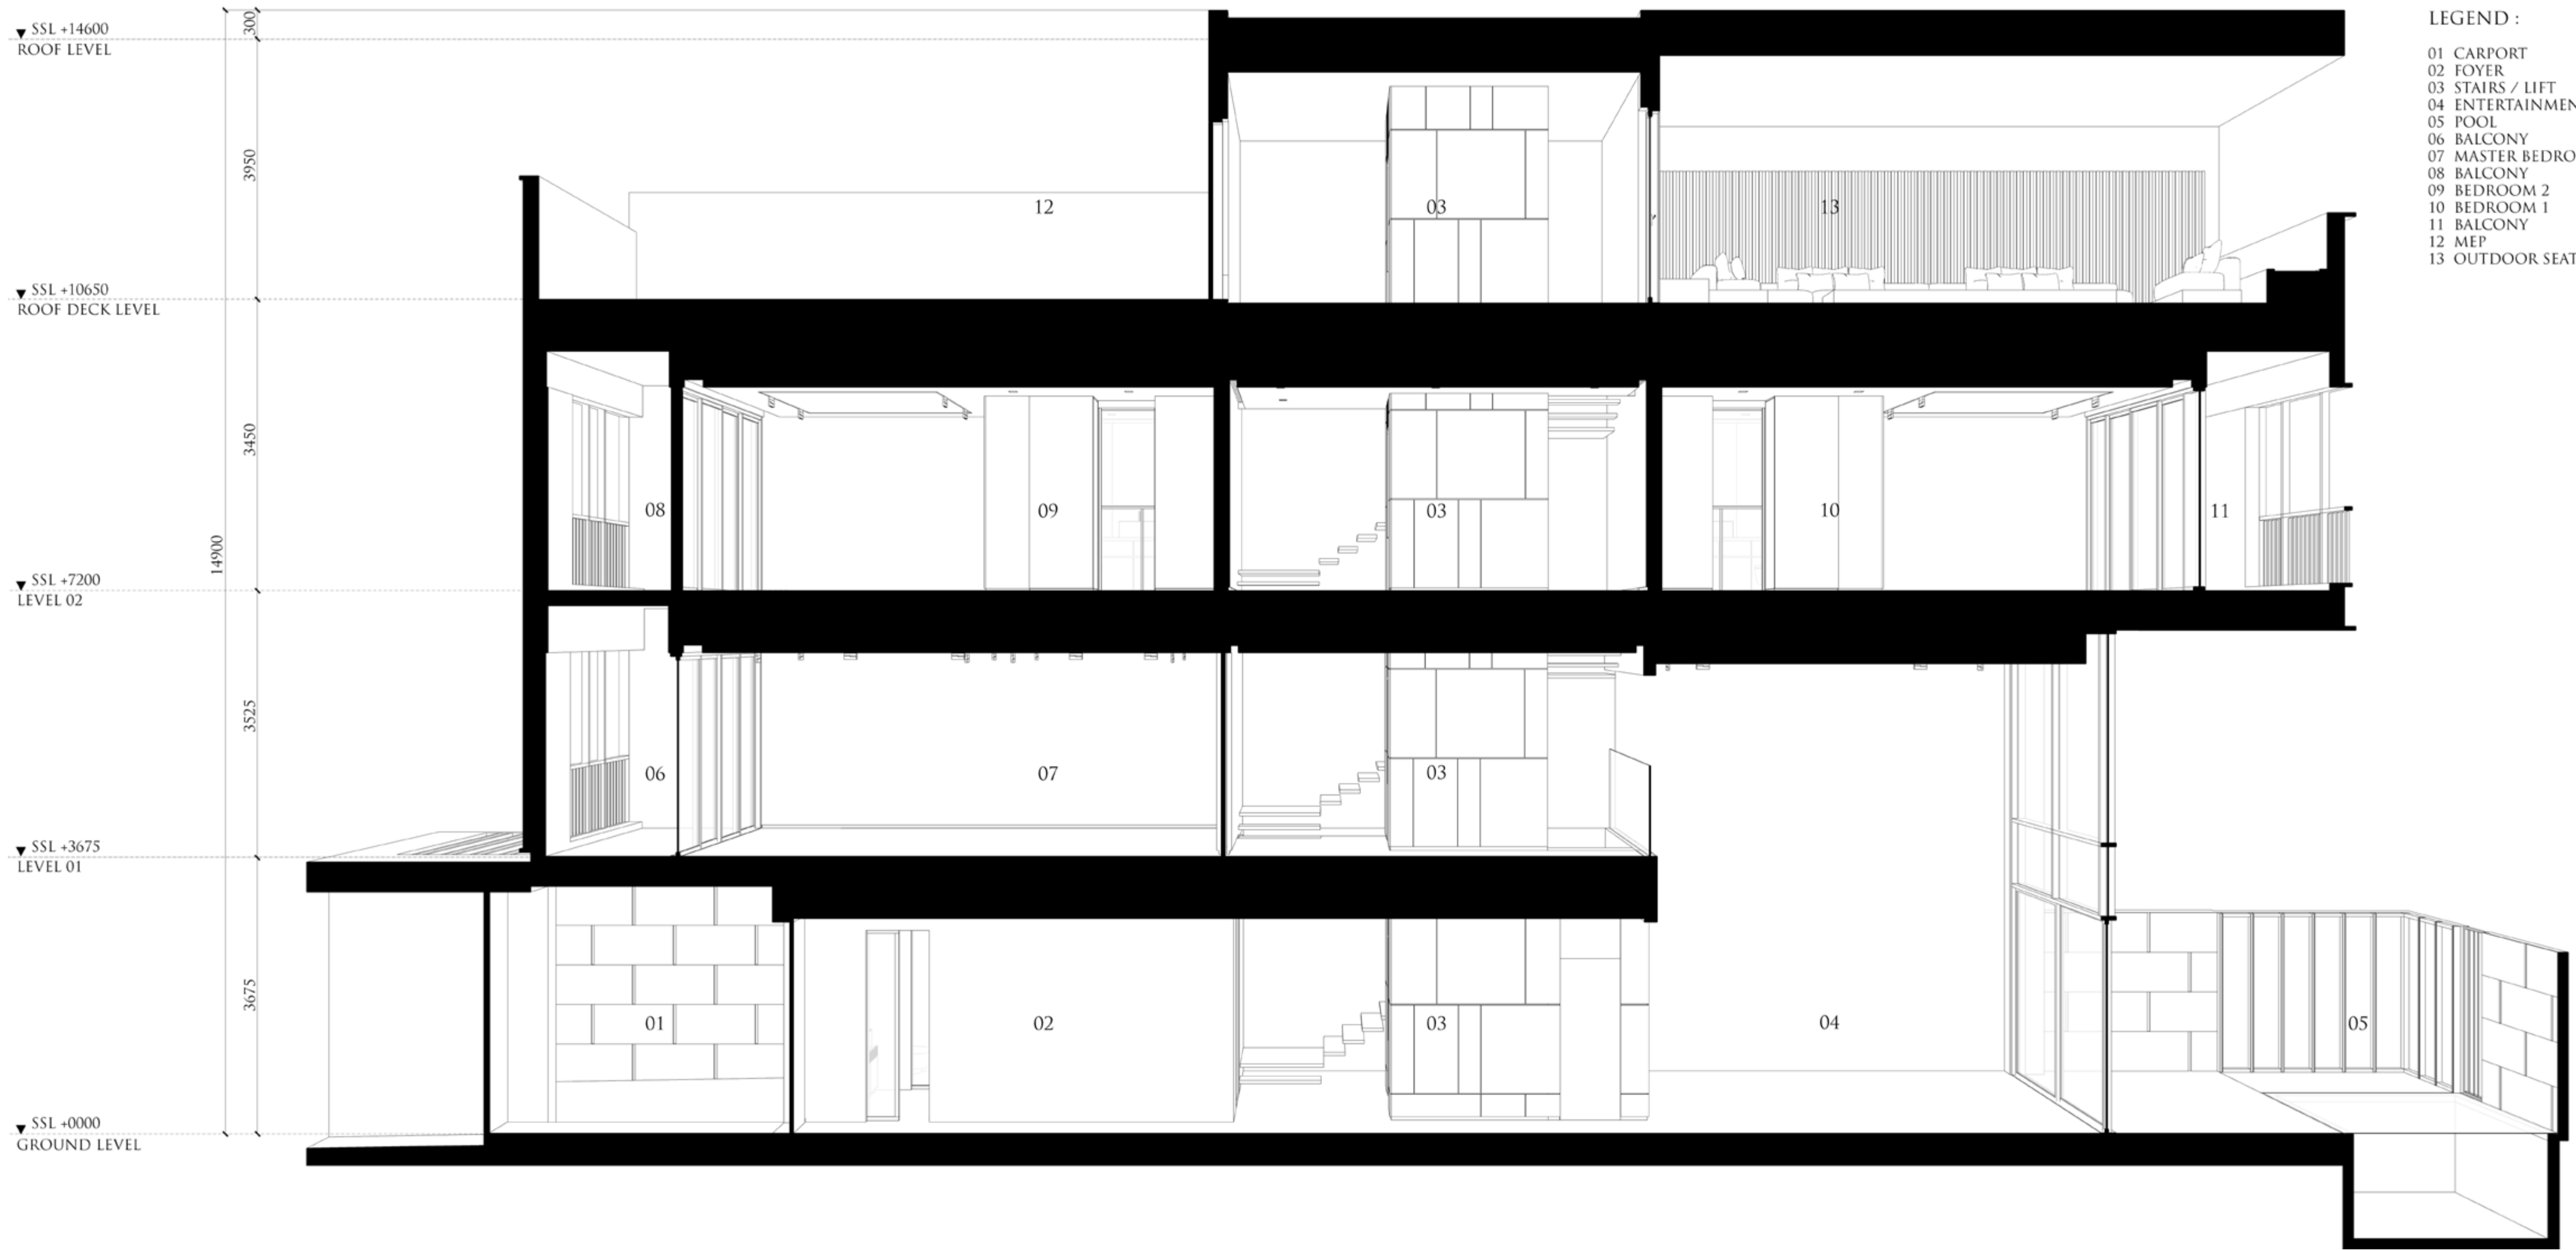 SSL +14600
ROOF LEVEL
300
3950
SSL +10650
ROOF DECK LEVEL
3450
14900
SSL +7200
LEVEL 02
3525
SSL +3675
LEVEL 01
3675
SSL +0000
GROUND LEVEL
12
03
13
08
09
03
10
11
06
07
03
01
02
03
04
05
LEGEND :
01 CARPORT
02 FOYER
03 STAIRS / LIFT
04 ENTERTAINMEN
05 POOL
06 BALCONY
07 MASTER BEDRO
08 BALCONY
09 BEDROOM 2
10 BEDROOM 1
11 BALCONY
12 MEP
13 OUTDOOR SEAT